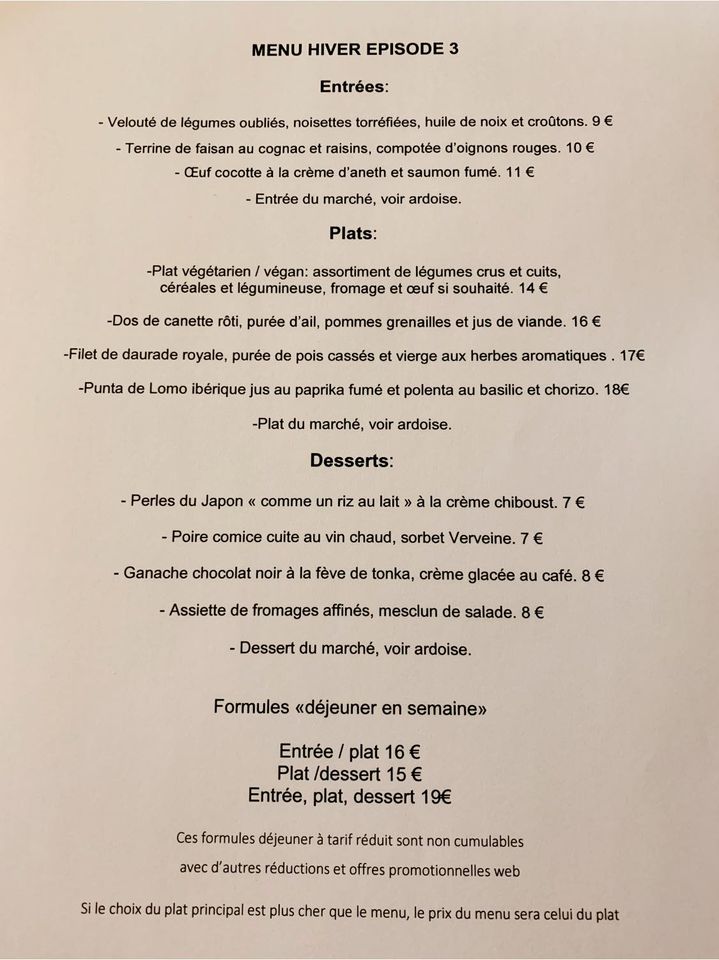 MENU HIVER EPISODE 3
Entrées:
- Velouté de légumes oubliés, noisettes torréfiées, huile de noix et croûtons. 9 €
- Terrine de faisan au cognac et raisins, compotée d'oignons rouges. 10 €
- Œuf cocotte à la crème d'aneth et saumon fumé. 11 €
- Entrée du marché, voir ardoise.
Plats:
-Plat végétarien / végan: assortiment de légumes crus et cuits,
céréales et légumineuse, fromage et œuf si souhaité. 14 €
-Dos de canette rôti, purée d'ail, pommes grenailles et jus de viande. 16 €
-Filet de daurade royale, purée de pois cassés et vierge aux herbes aromatiques . 17€
-Punta de Lomo ibérique jus au paprika fumé et polenta au basilic et chorizo. 18€
-Plat du marché, voir ardoise.
Desserts:
- Perles du Japon « comme un riz au lait » à la crème chiboust. 7 €
- Poire comice cuite au vin chaud, sorbet Verveine. 7 €
- Ganache chocolat noir à la fève de tonka, crème glacée au café. 8 €
- Assiette de fromages affinés, mesclun de salade. 8 €
- Dessert du marché, voir ardoise.
Formules «déjeuner en semaine»
Entrée / plat 16 €
Plat /dessert 15 €
Entrée, plat, dessert 19€
Ces formules déjeuner à tarif réduit sont non cumulables
avec d'autres réductions et offres promotionnelles web
Si le choix du plat principal est plus cher que le menu, le prix du menu sera celui du plat